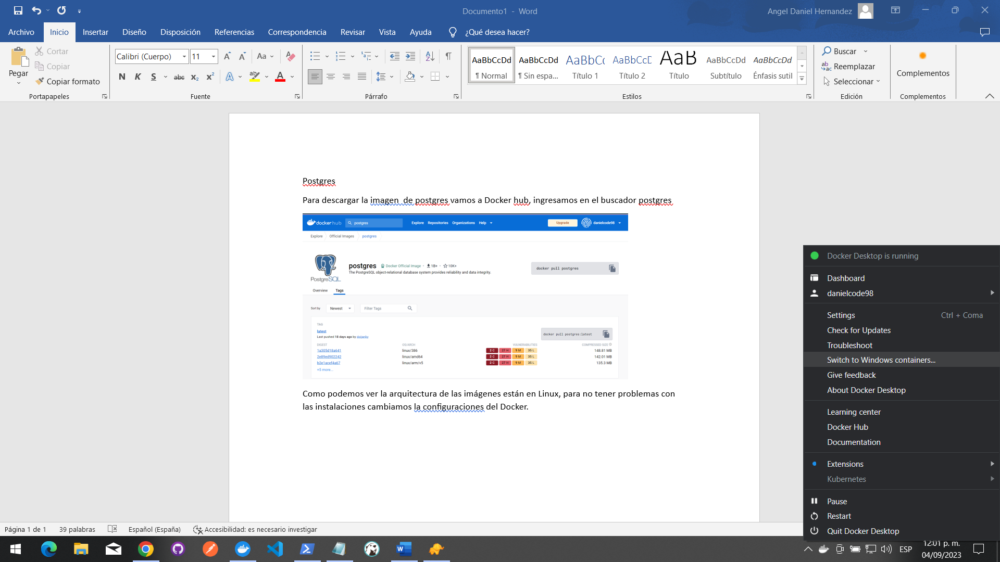 Documento1 - Word
Angel Daniel Hernandez
Archivo Inicio Insertar Diseño Disposición Referencias Correspondencia Revisar Vista Ayuda ¿Qué desea hacer?
Pegar
Cortar
Copiar
Copiar formato
Portapapeles
Calibri (Cuerpo) 11 Aa
N K S abc x₂ x² A ab A
Fuente
Párrafo
AaBbCcDd AaBbCcDd AaBbCc AaBbCcD AaB AaBbCcDd AaBbCcDd
¶ Normal ¶ Sin espa... Título 1 Título 2 Título Subtítulo Énfasis sutil
Estilos
Buscar
Reemplazar
Seleccionar
Edición
Complementos
Complementos
Postgres
Para descargar la imagen  de postgres vamos a Docker hub, ingresamos en el buscador postgres
docker hub postgres Explore Repositories Organizations Help Upgrade danielcode98
Explore Official Images postgres
postgres Docker Official Image · 1B+ · 10K+
The PostgreSQL object-relational database system provides reliability and data integrity.
docker pull postgres
PostgreSQL
Overview Tags
Sort by Newest Filter Tags
TAG
latest
Last pushed 18 days ago by doijanky
docker pull postgres:latest
DIGEST OS/ARCH VULNERABILITIES COMPRESSED SIZE
1a305d18a641 linux/386 2 C 27 H 9 M 35 L 148.81 MB
2e89ed902242 linux/amd64 2 C 27 H 9 M 35 L 142.01 MB
b2e1acef4a67 linux/arm/v5 2 C 27 H 9 M 35 L 135.3 MB
+5 more...
Como podemos ver la arquitectura de las imágenes están en Linux, para no tener problemas con
las instalaciones cambiamos la configuraciones del Docker.
Docker Desktop is running
Dashboard
danielcode98
Settings Ctrl + Coma
Check for Updates
Troubleshoot
Switch to Windows containers...
Give feedback
About Docker Desktop
Learning center
Docker Hub
Documentation
Extensions
Kubernetes
Pause
Restart
Quit Docker Desktop
Página 1 de 1 39 palabras Español (España) Accesibilidad: es necesario investigar
ESP
12:01 p. m.
04/09/2023